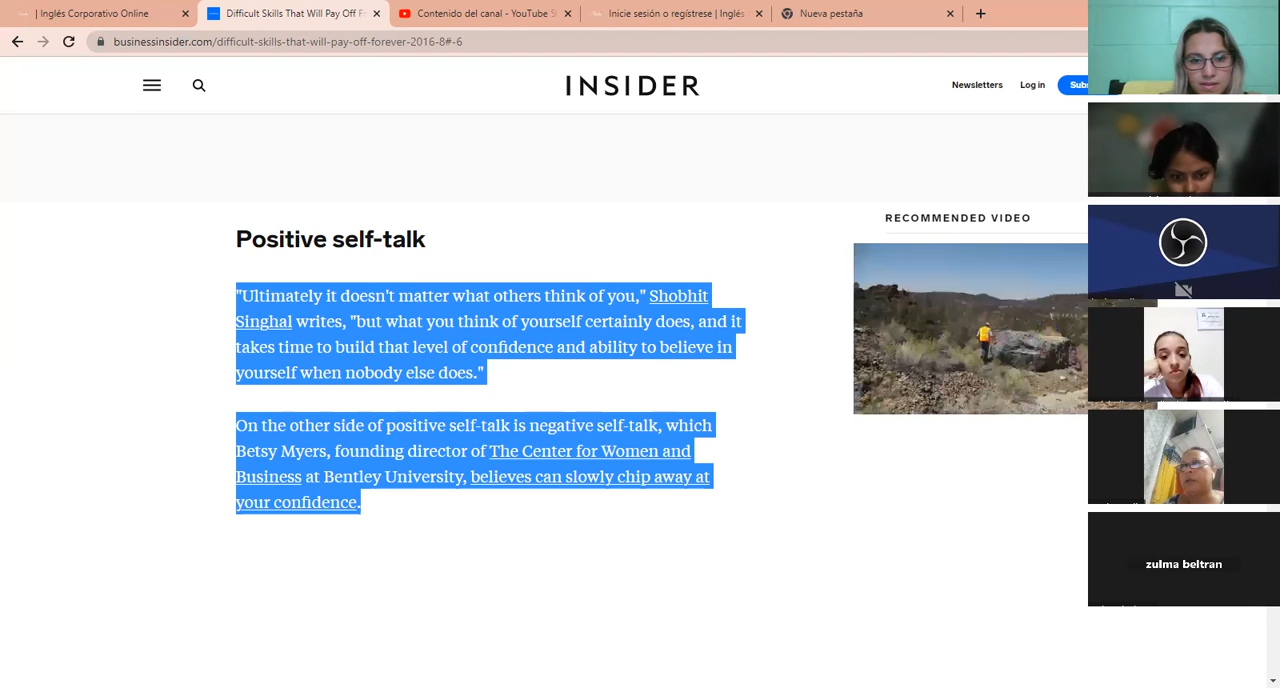 | Inglés Corporativo Online
Difficult Skills That Will Pay Off F
Contenido del canal - YouTube S
Inicie sesión o regístrese | Inglés
Nueva pestaña
businessinsider.com/difficult-skills-that-will-pay-off-forever-2016-8#-6
INSIDER
Newsletters
Log in
Subs
RECOMMENDED VIDEO
Positive self-talk
"Ultimately it doesn't matter what others think of you," Shobhit
Singhal writes, "but what you think of yourself certainly does, and it
takes time to build that level of confidence and ability to believe in
yourself when nobody else does."
On the other side of positive self-talk is negative self-talk, which
Betsy Myers, founding director of The Center for Women and
Business at Bentley University, believes can slowly chip away at
your confidence.
zulma beltran